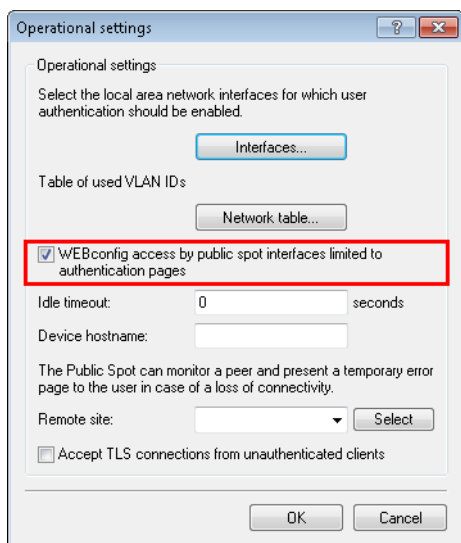 Operational settings
?
Operational settings
Select the local area network interfaces for which user
authentication should be enabled.
Interfaces...
Table of used VLAN IDs
Network table...
WEBconfig access by public spot interfaces limited to
authentication pages
Idle timeout: 0 seconds
Device hostname:
The Public Spot can monitor a peer and present a temporary error
page to the user in case of a loss of connectivity.
Remote site: Select
Accept TLS connections from unauthenticated clients
OK Cancel